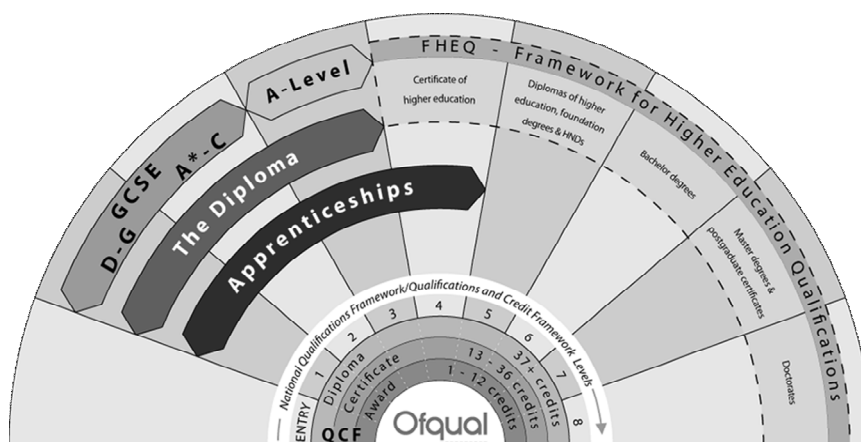 FHEQ - Framework for Higher Education Qualifications
A-Level
GCSE
A*-C
D-G
The Diploma
Apprenticeships
Certificate of
higher education
Diplomas of higher
education, foundation
degrees & HNDs
Bachelor degrees
Master degrees &
postgraduate certificates
Doctorates
National Qualifications Framework/Qualifications and Credit Framework Levels
ENTRY
1
2
3
4
5
6
7
8
Diploma
37+ credits
Certificate
13 - 36 credits
Award
1 - 12 credits
QCF
Ofqual